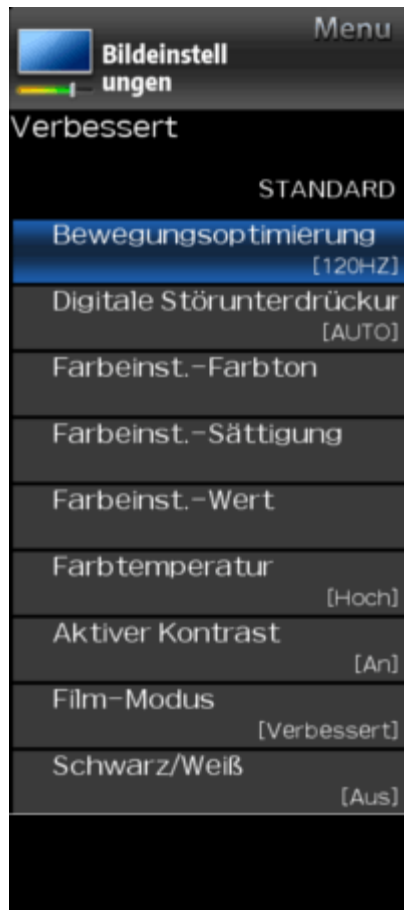 Menu
Bildeinstell
ungen
Verbessert
STANDARD
Bewegungsoptimierung
[120HZ]
Digitale Störunterdrückur
[AUTO]
Farbeinst.-Farbton
Farbeinst.-Sättigung
Farbeinst.-Wert
Farbtemperatur
[Hoch]
Aktiver Kontrast
[An]
Film-Modus
[Verbessert]
Schwarz/Weiß
[Aus]